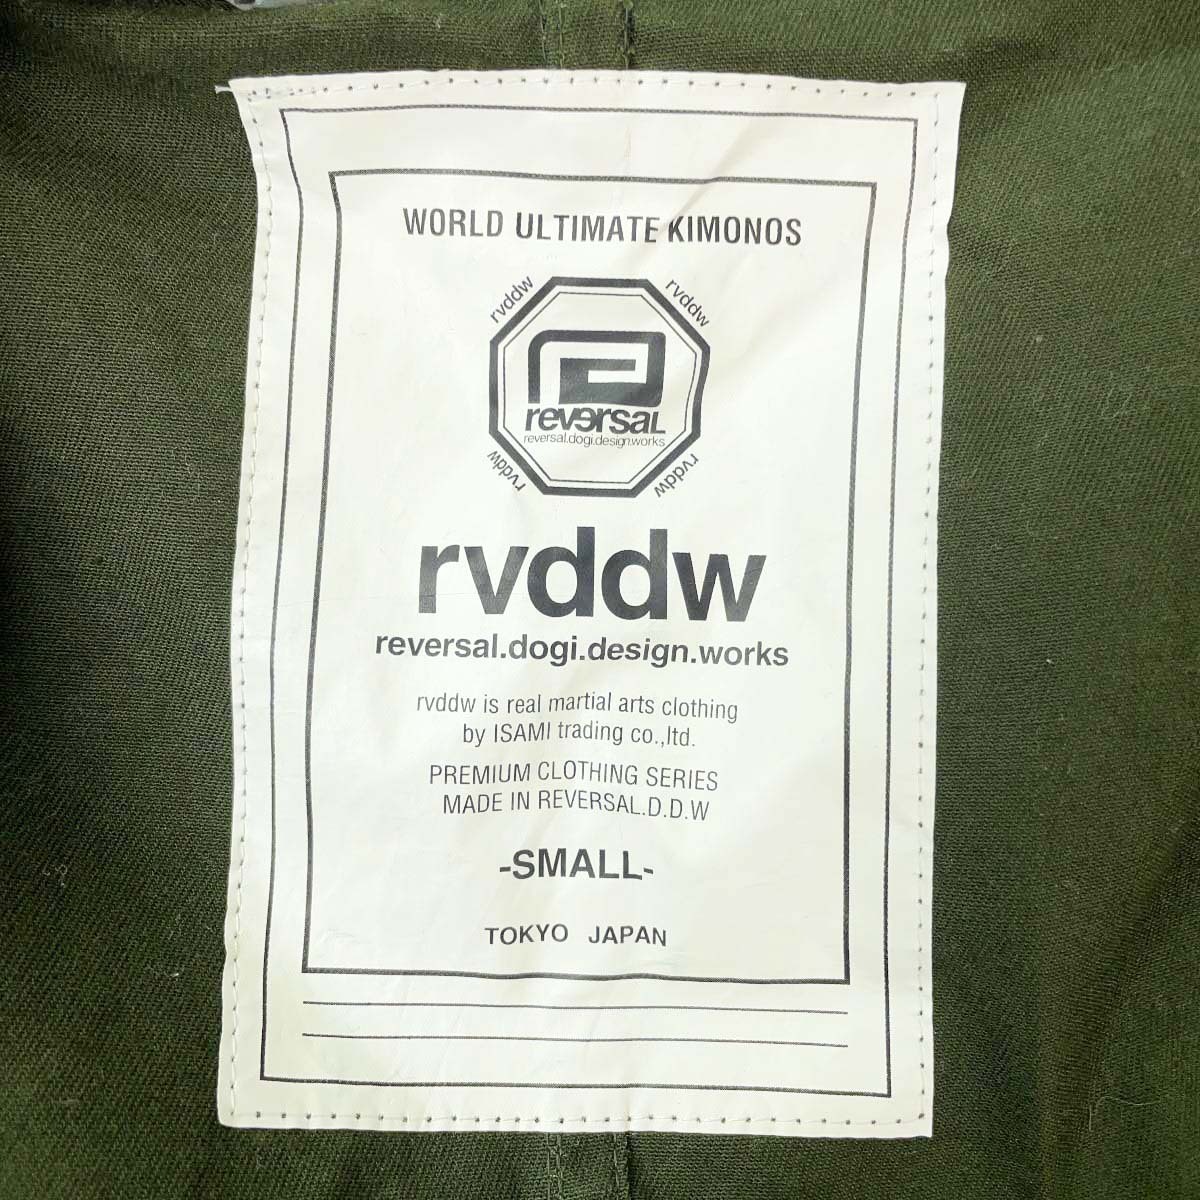 WORLD ULTIMATE KIMONOS
rvddw rvddw
reversaL
reversal.dogi.design.works
rvddw rvddw
rvddw
reversal.dogi.design.works
rvddw is real martial arts clothing
by ISAMI trading co.,ltd.
PREMIUM CLOTHING SERIES
MADE IN REVERSAL.D.D.W
-SMALL-
TOKYO JAPAN